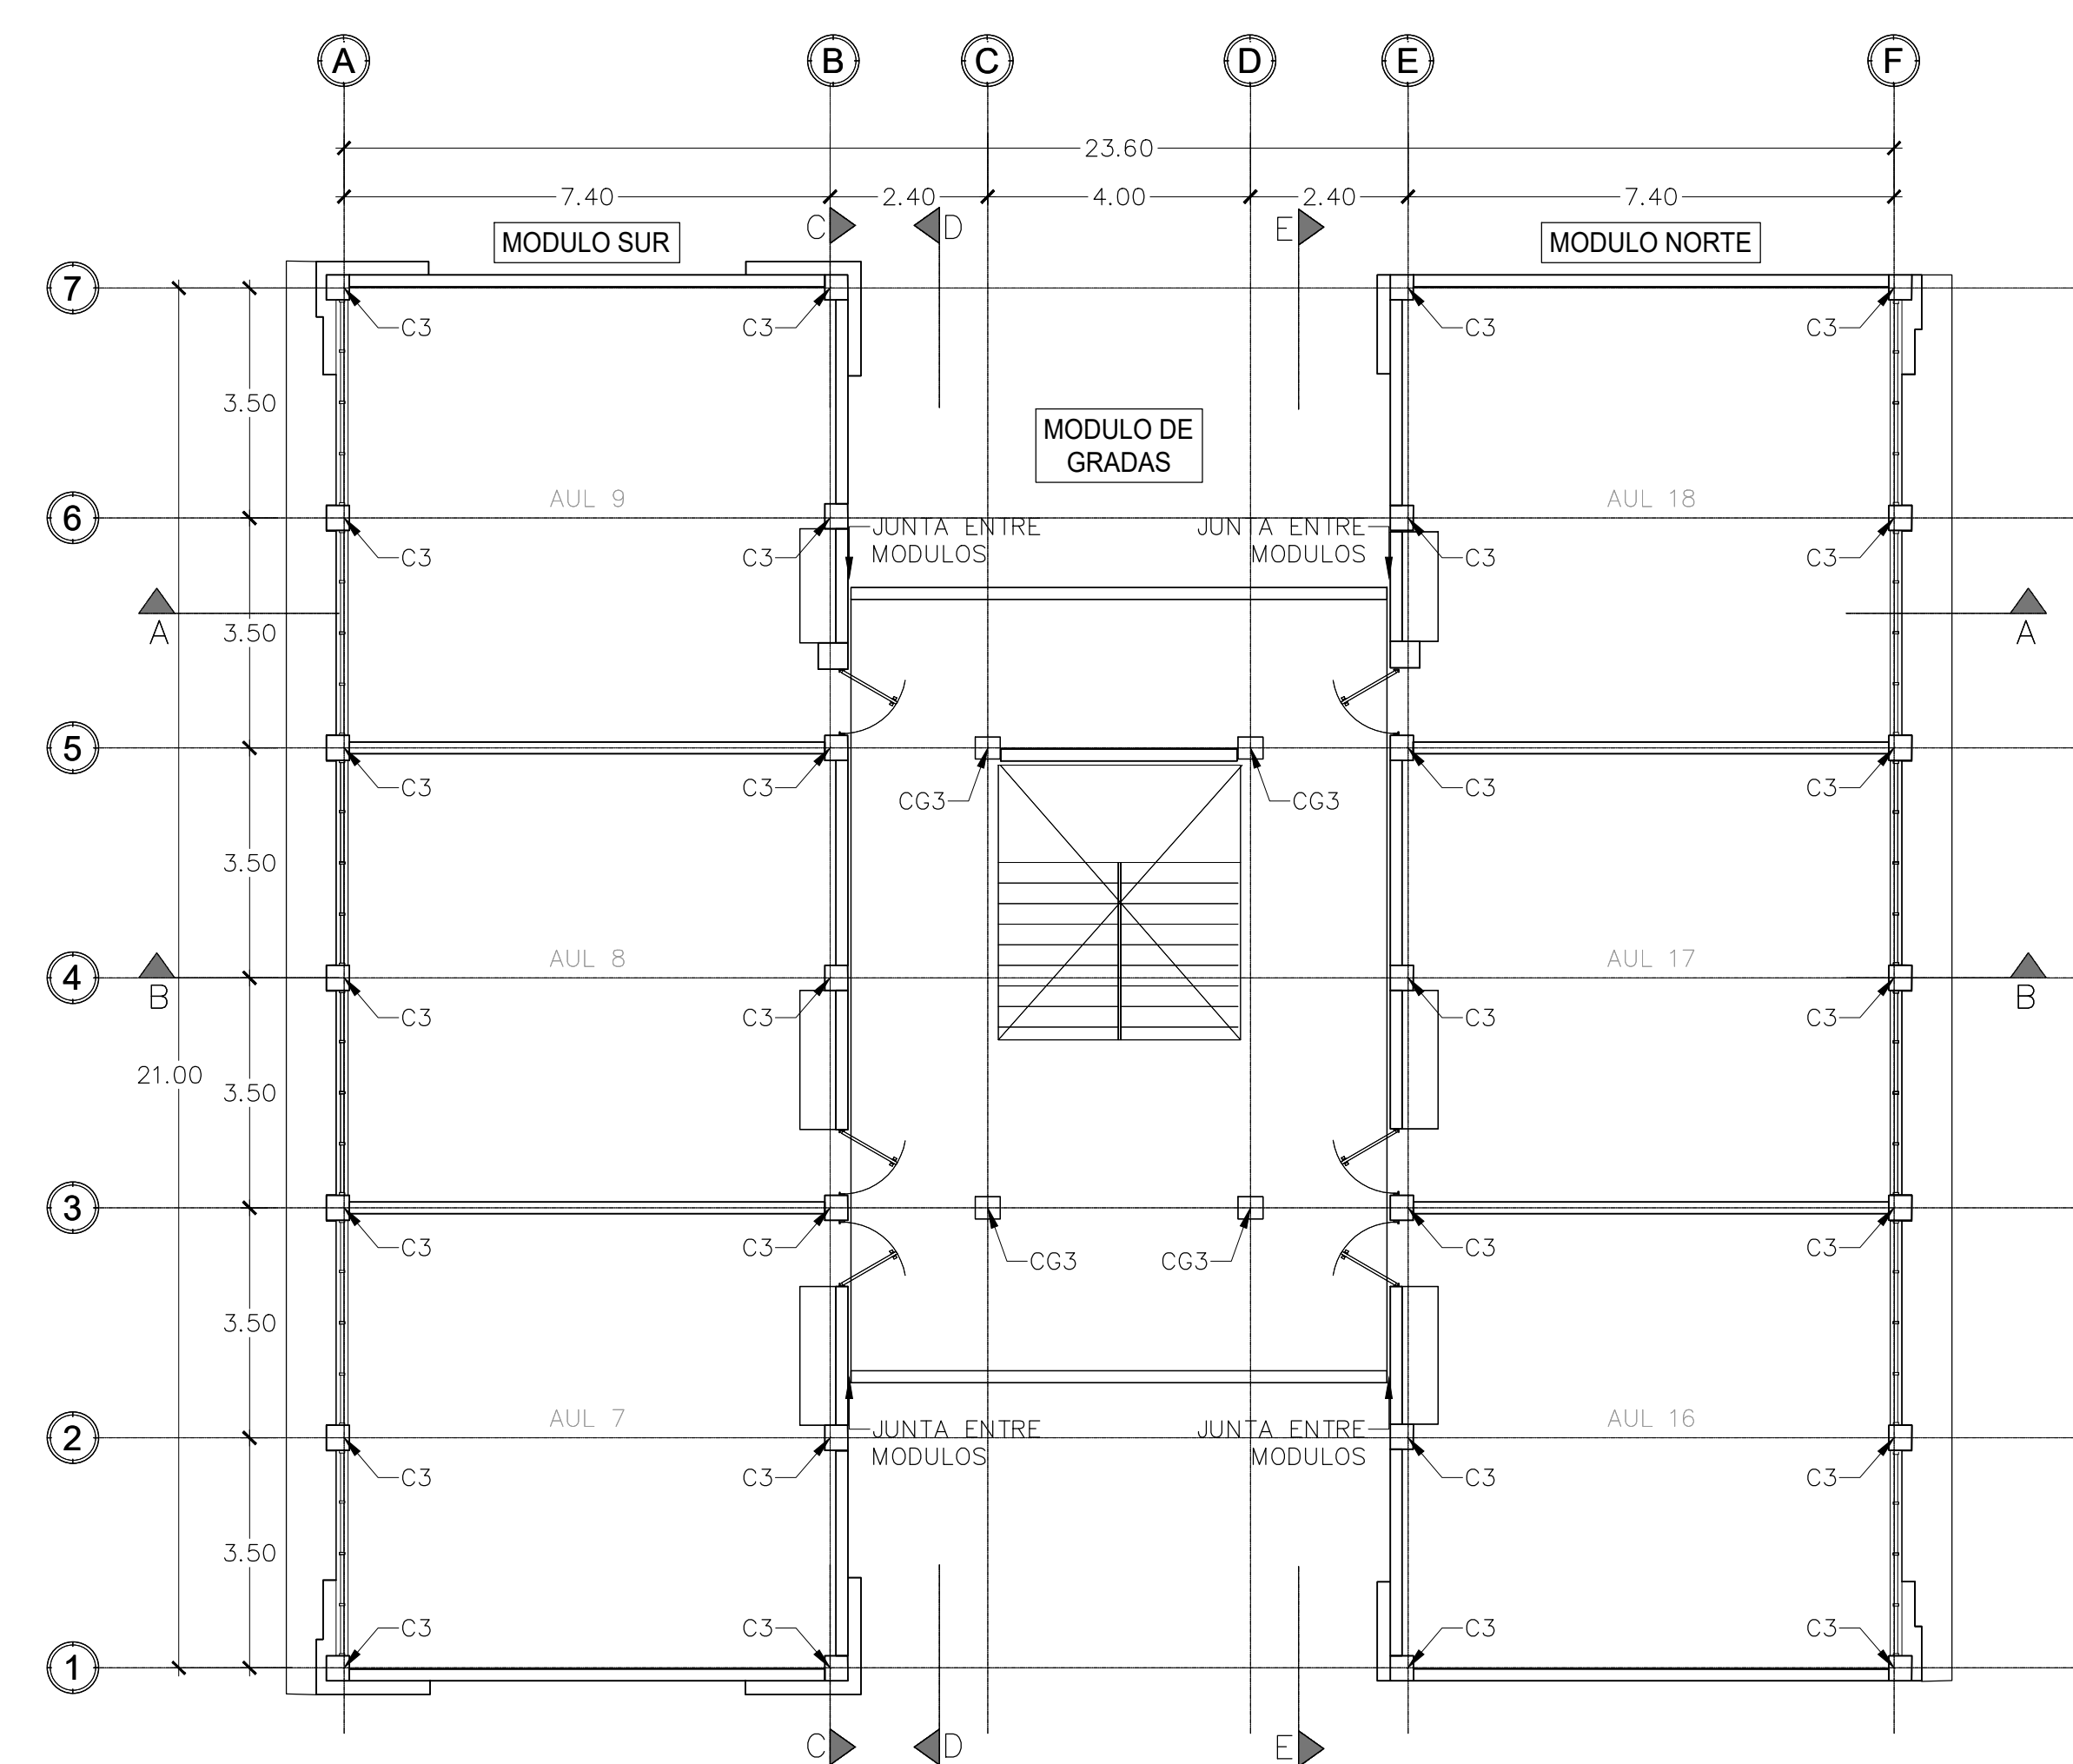 A B C D E F
23.60
7.40 2.40 4.00 2.40 7.40
C D E
MODULO SUR MODULO NORTE
7
C3 C3 C3 C3
3.50
MODULO DE
GRADAS
AUL 9 AUL 18
6
JUNTA ENTRE JUNTA ENTRE
MODULOS MODULOS
C3 C3 C3 C3
A 3.50 A
5
C3 C3 C3 C3
CG3 CG3
3.50
AUL 8 AUL 17
4
B B
C3 C3 C3 C3
21.00
3.50
3
C3 C3 C3 C3
CG3 CG3
3.50
AUL 7 AUL 16
2
JUNTA ENTRE JUNTA ENTRE
MODULOS MODULOS
C3 C3 C3 C3
3.50
C3 C3 C3 C3
1
C D E